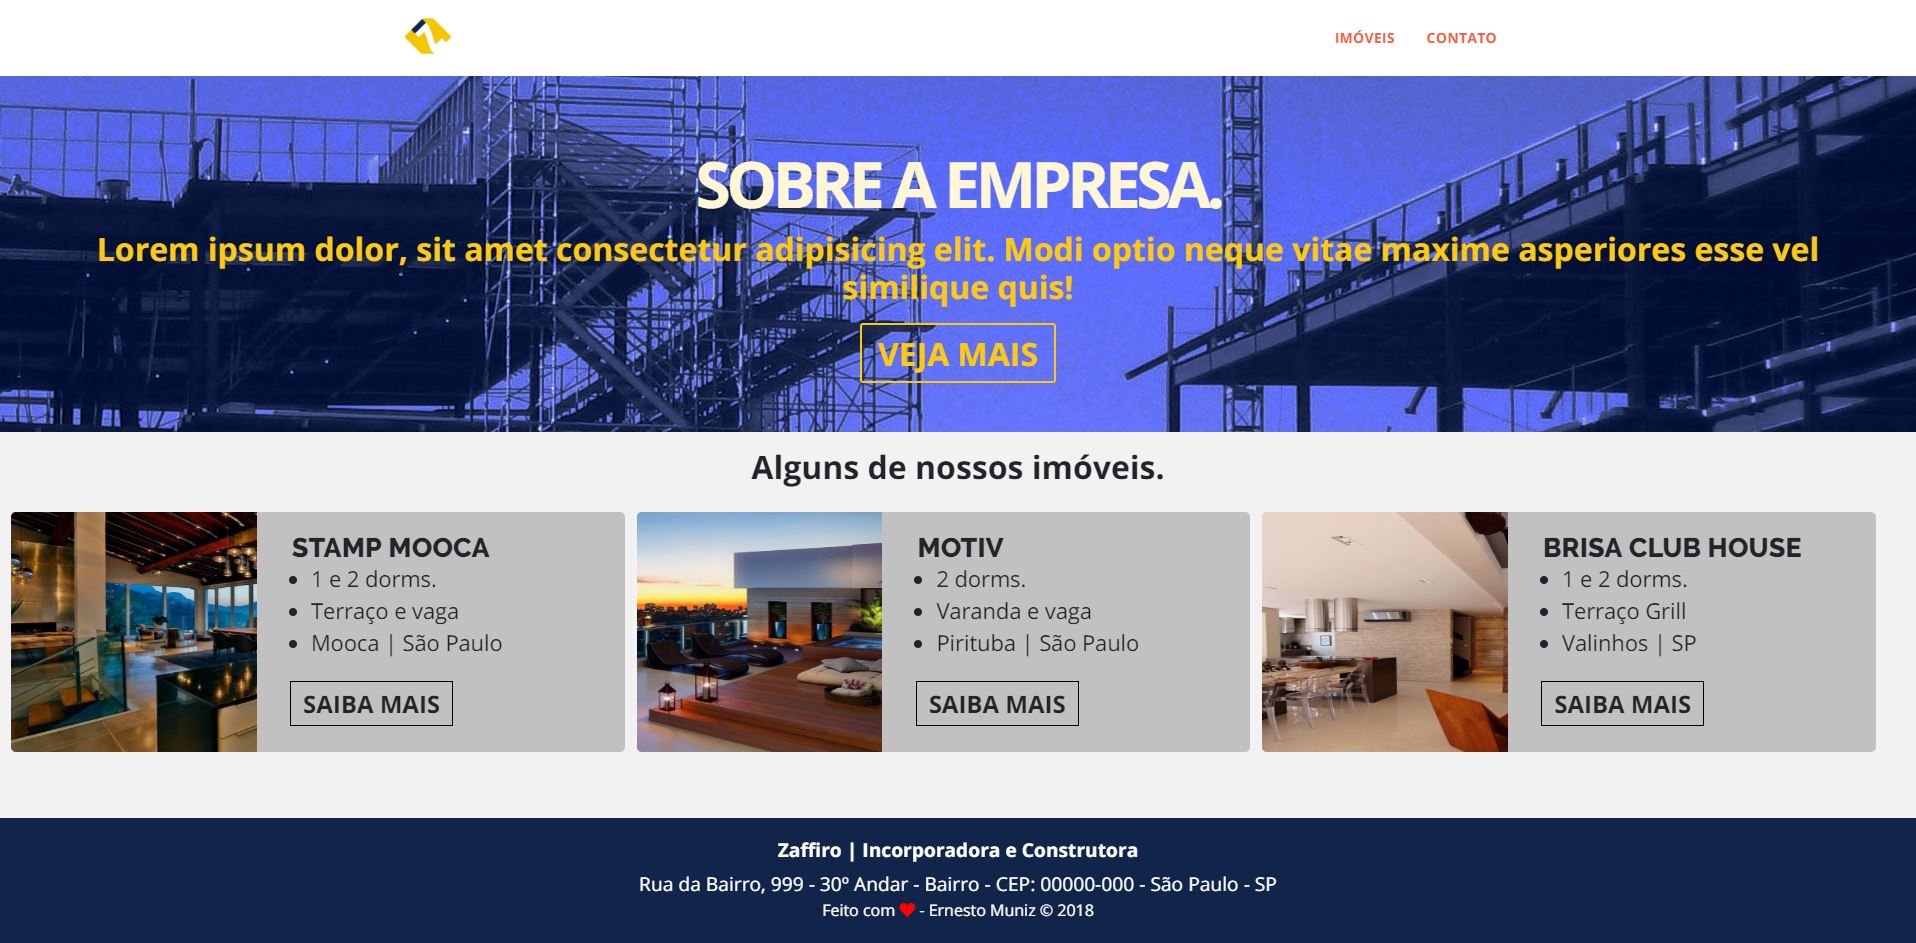 IMÓVEIS CONTATO
SOBRE A EMPRESA.
Lorem ipsum dolor, sit amet consectetur adipisicing elit. Modi optio neque vitae maxime asperiores esse vel
similique quis!
VEJA MAIS
Alguns de nossos imóveis.
STAMP MOOCA
1 e 2 dorms.
Terraço e vaga
Mooca | São Paulo
SAIBA MAIS
MOTIV
2 dorms.
Varanda e vaga
Pirituba | São Paulo
SAIBA MAIS
BRISA CLUB HOUSE
1 e 2 dorms.
Terraço Grill
Valinhos | SP
SAIBA MAIS
Zaffiro | Incorporadora e Construtora
Rua da Bairro, 999 - 30º Andar - Bairro - CEP: 00000-000 - São Paulo - SP
Feito com ❤ - Ernesto Muniz © 2018